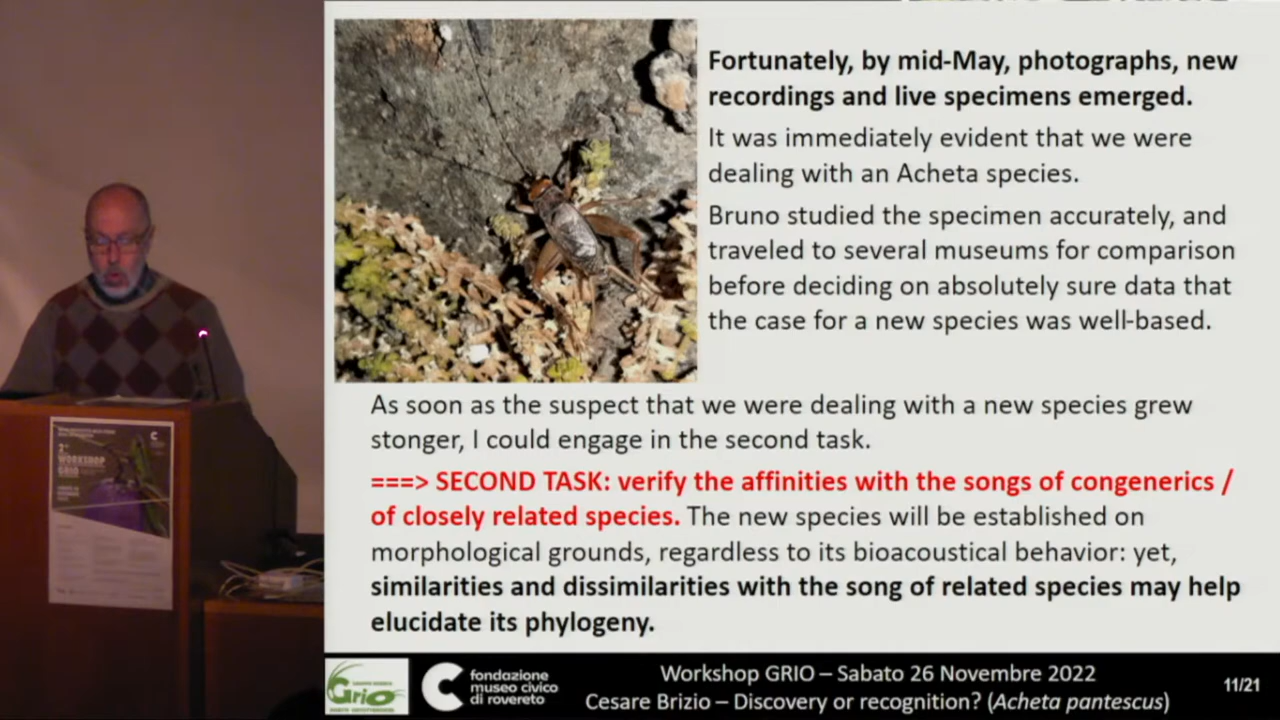 Fortunately, by mid-May, photographs, new
recordings and live specimens emerged.
It was immediately evident that we were
dealing with an Acheta species.
Bruno studied the specimen accurately, and
traveled to several museums for comparison
before deciding on absolutely sure data that
the case for a new species was well-based.
As soon as the suspect that we were dealing with a new species grew
stonger, I could engage in the second task.
===> SECOND TASK: verify the affinities with the songs of congenerics /
of closely related species. The new species will be established on
morphological grounds, regardless to its bioacoustical behavior: yet,
similarities and dissimilarities with the song of related species may help
elucidate its phylogeny.
WORKSHOP
GRIO
Grio
fondazione
museo civico
di rovereto
Workshop GRIO – Sabato 26 Novembre 2022
Cesare Brizio – Discovery or recognition? (Acheta pantescus)
11/21